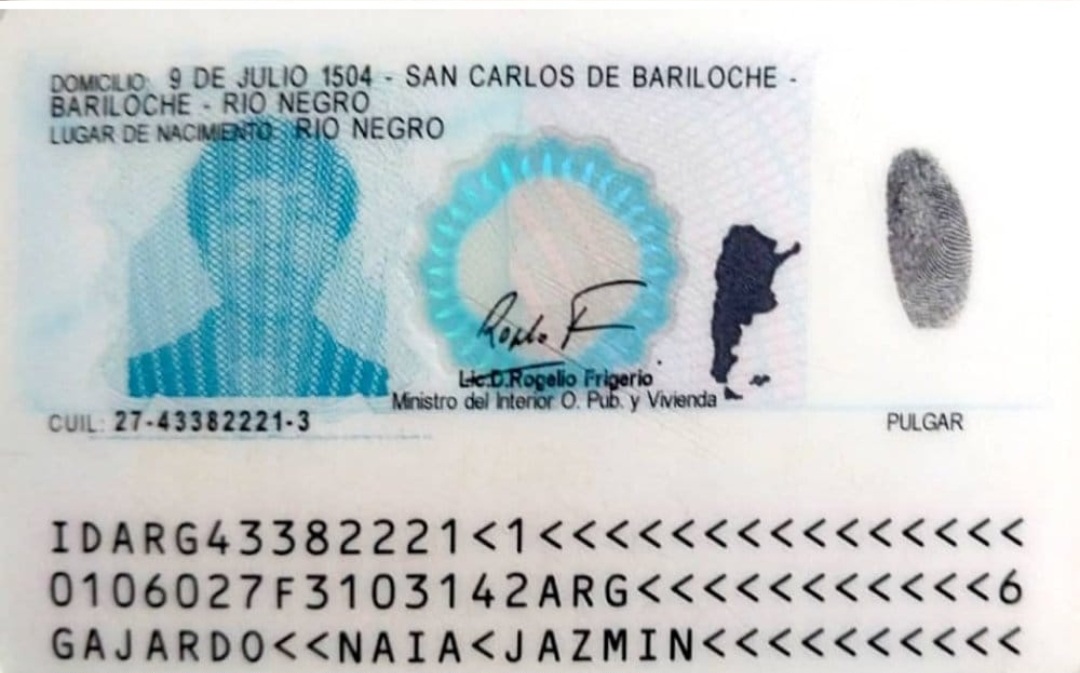 DOMICILIO: 9 DE JULIO 1504 - SAN CARLOS DE BARILOCHE -
BARILOCHE - RIO NEGRO
LUGAR DE NACIMIENTO: RIO NEGRO
Lic.D.Rogelio Frigerio
Ministro del Interior O. Pub. y Vivienda
CUIL: 27-43382221-3
PULGAR
IDARG43382221<1<<<<<<<<<<<<<<<
0106027F3103142ARG<<<<<<<<<<<6
GAJARDO<<NAIA<JAZMIN<<<<<<<<<<